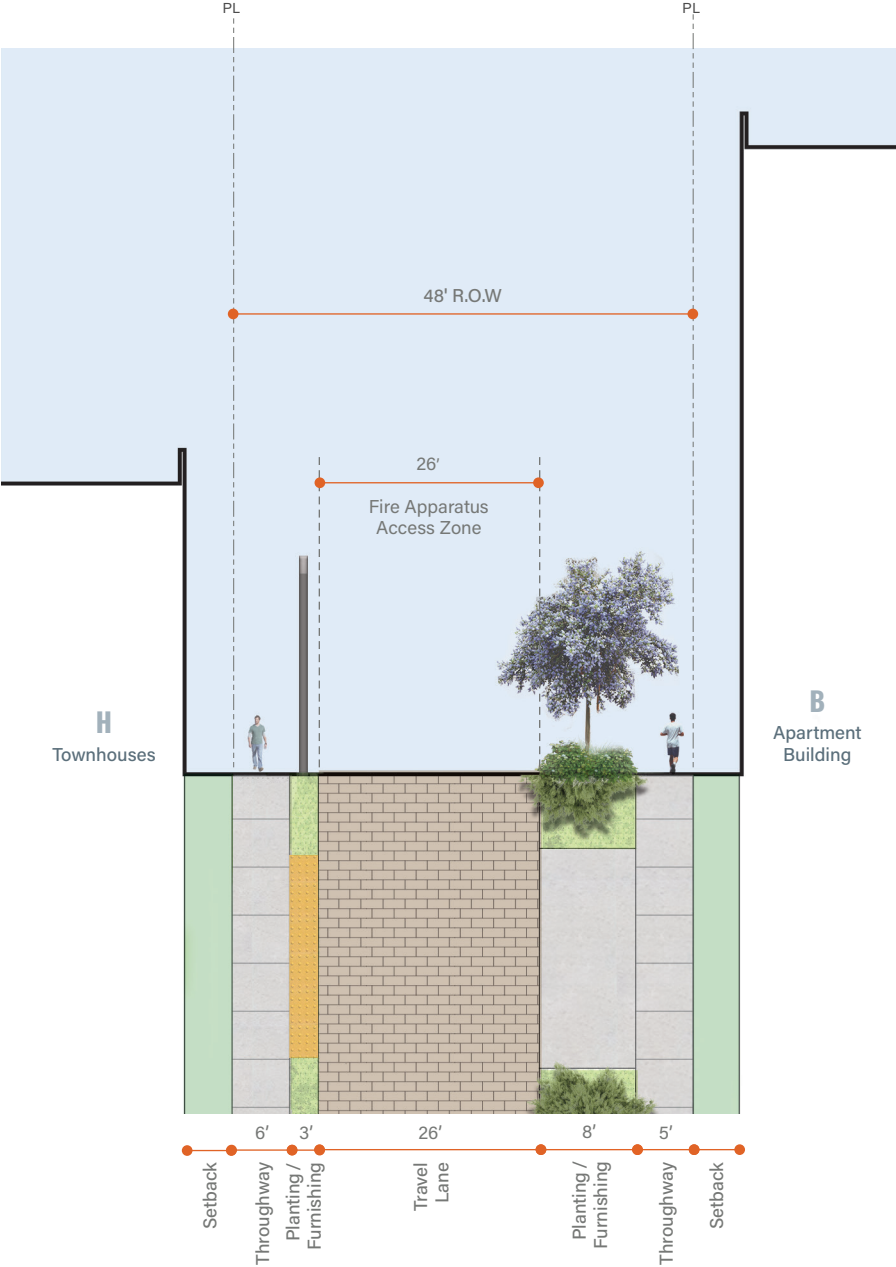 PL
PL
48' R.O.W
26′
Fire Apparatus
Access Zone
H
Townhouses
B
Apartment
Building
6′
3′
26′
8′
5′
Setback
Throughway
Planting /
Furnishing
Travel
Lane
Planting /
Furnishing
Throughway
Setback